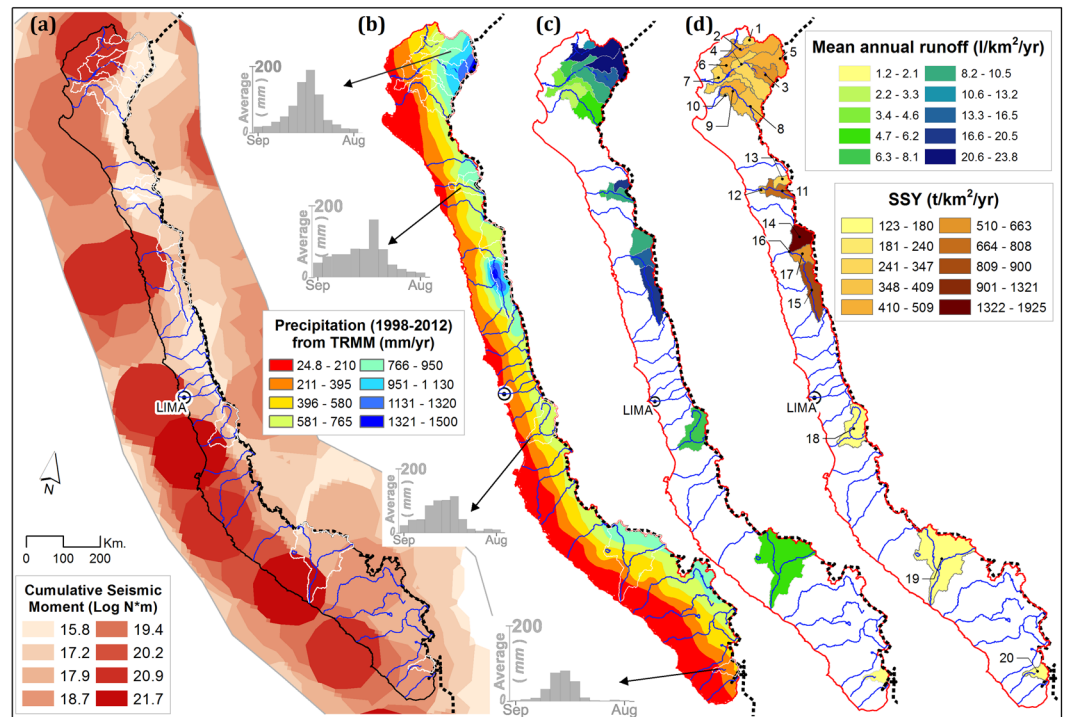 (a)
200
Average
( mm )
0
Sep
Aug
200
Average
( mm )
0
Sep
Aug
LIMA
N
0
100
200
Km.
Cumulative Seismic
Moment (Log N*m)
15.8
19.4
17.2
20.2
17.9
20.9
18.7
21.7
(b)
Precipitation (1998-2012)
from TRMM (mm/yr)
24.8 - 210
766 - 950
211 - 395
951 - 1 130
396 - 580
1131 - 1320
581 - 765
1321 - 1500
200
Average
( mm )
0
Sep
Aug
200
Average
( mm )
0
Sep
Aug
(c)
LIMA
(d)
1
2
4
5
6
7
3
10
9
8
13
12
11
14
16
17
15
LIMA
18
19
20
Mean annual runoff (l/km²/yr)
1.2 - 2.1
8.2 - 10.5
2.2 - 3.3
10.6 - 13.2
3.4 - 4.6
13.3 - 16.5
4.7 - 6.2
16.6 - 20.5
6.3 - 8.1
20.6 - 23.8
SSY (t/km²/yr)
123 - 180
510 - 663
181 - 240
664 - 808
241 - 347
809 - 900
348 - 409
901 - 1321
410 - 509
1322 - 1925